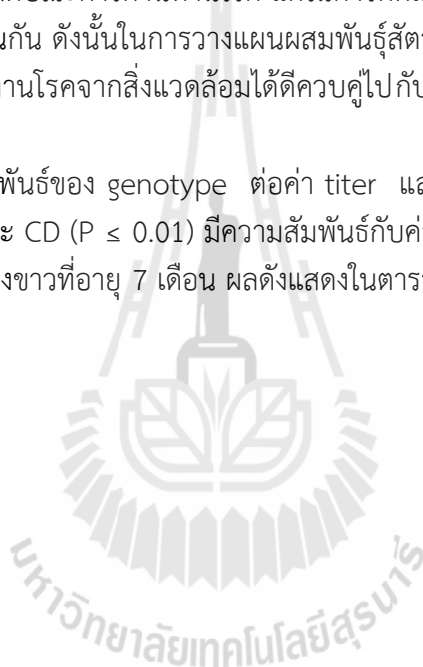 นกัน ดังนั้นในการวางแผนผสมพันธุ์สัตว
านโรคจากสิ่งแวดล้อมได้ดีควบคู่ไปกับ
พันธ์ของ genotype ต่อค่า titer แล
ะ CD (P ≤ 0.01) มีความสัมพันธ์กับค่
งขาวที่อายุ 7 เดือน ผลดังแสดงในตารา
มหาวิทยาลัยเทคโนโลยีสุรนารี